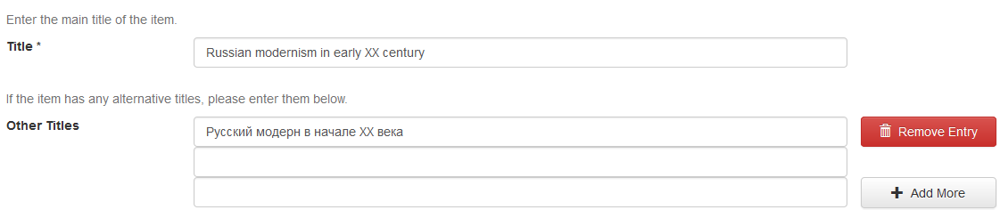 Enter the main title of the item.
Title * Russian modernism in early XX century
If the item has any alternative titles, please enter them below.
Other Titles Русский модерн в начале XX века Remove Entry
Add More